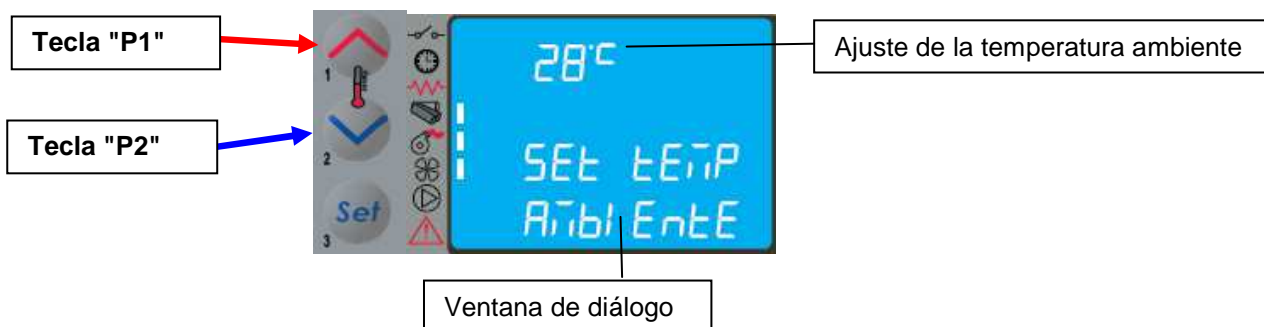 Tecla "P1"
Tecla "P2"
1
2
Set
3
28°C
SEt tEmP
AmbIEntE
Ajuste de la temperatura ambiente
Ventana de diálogo